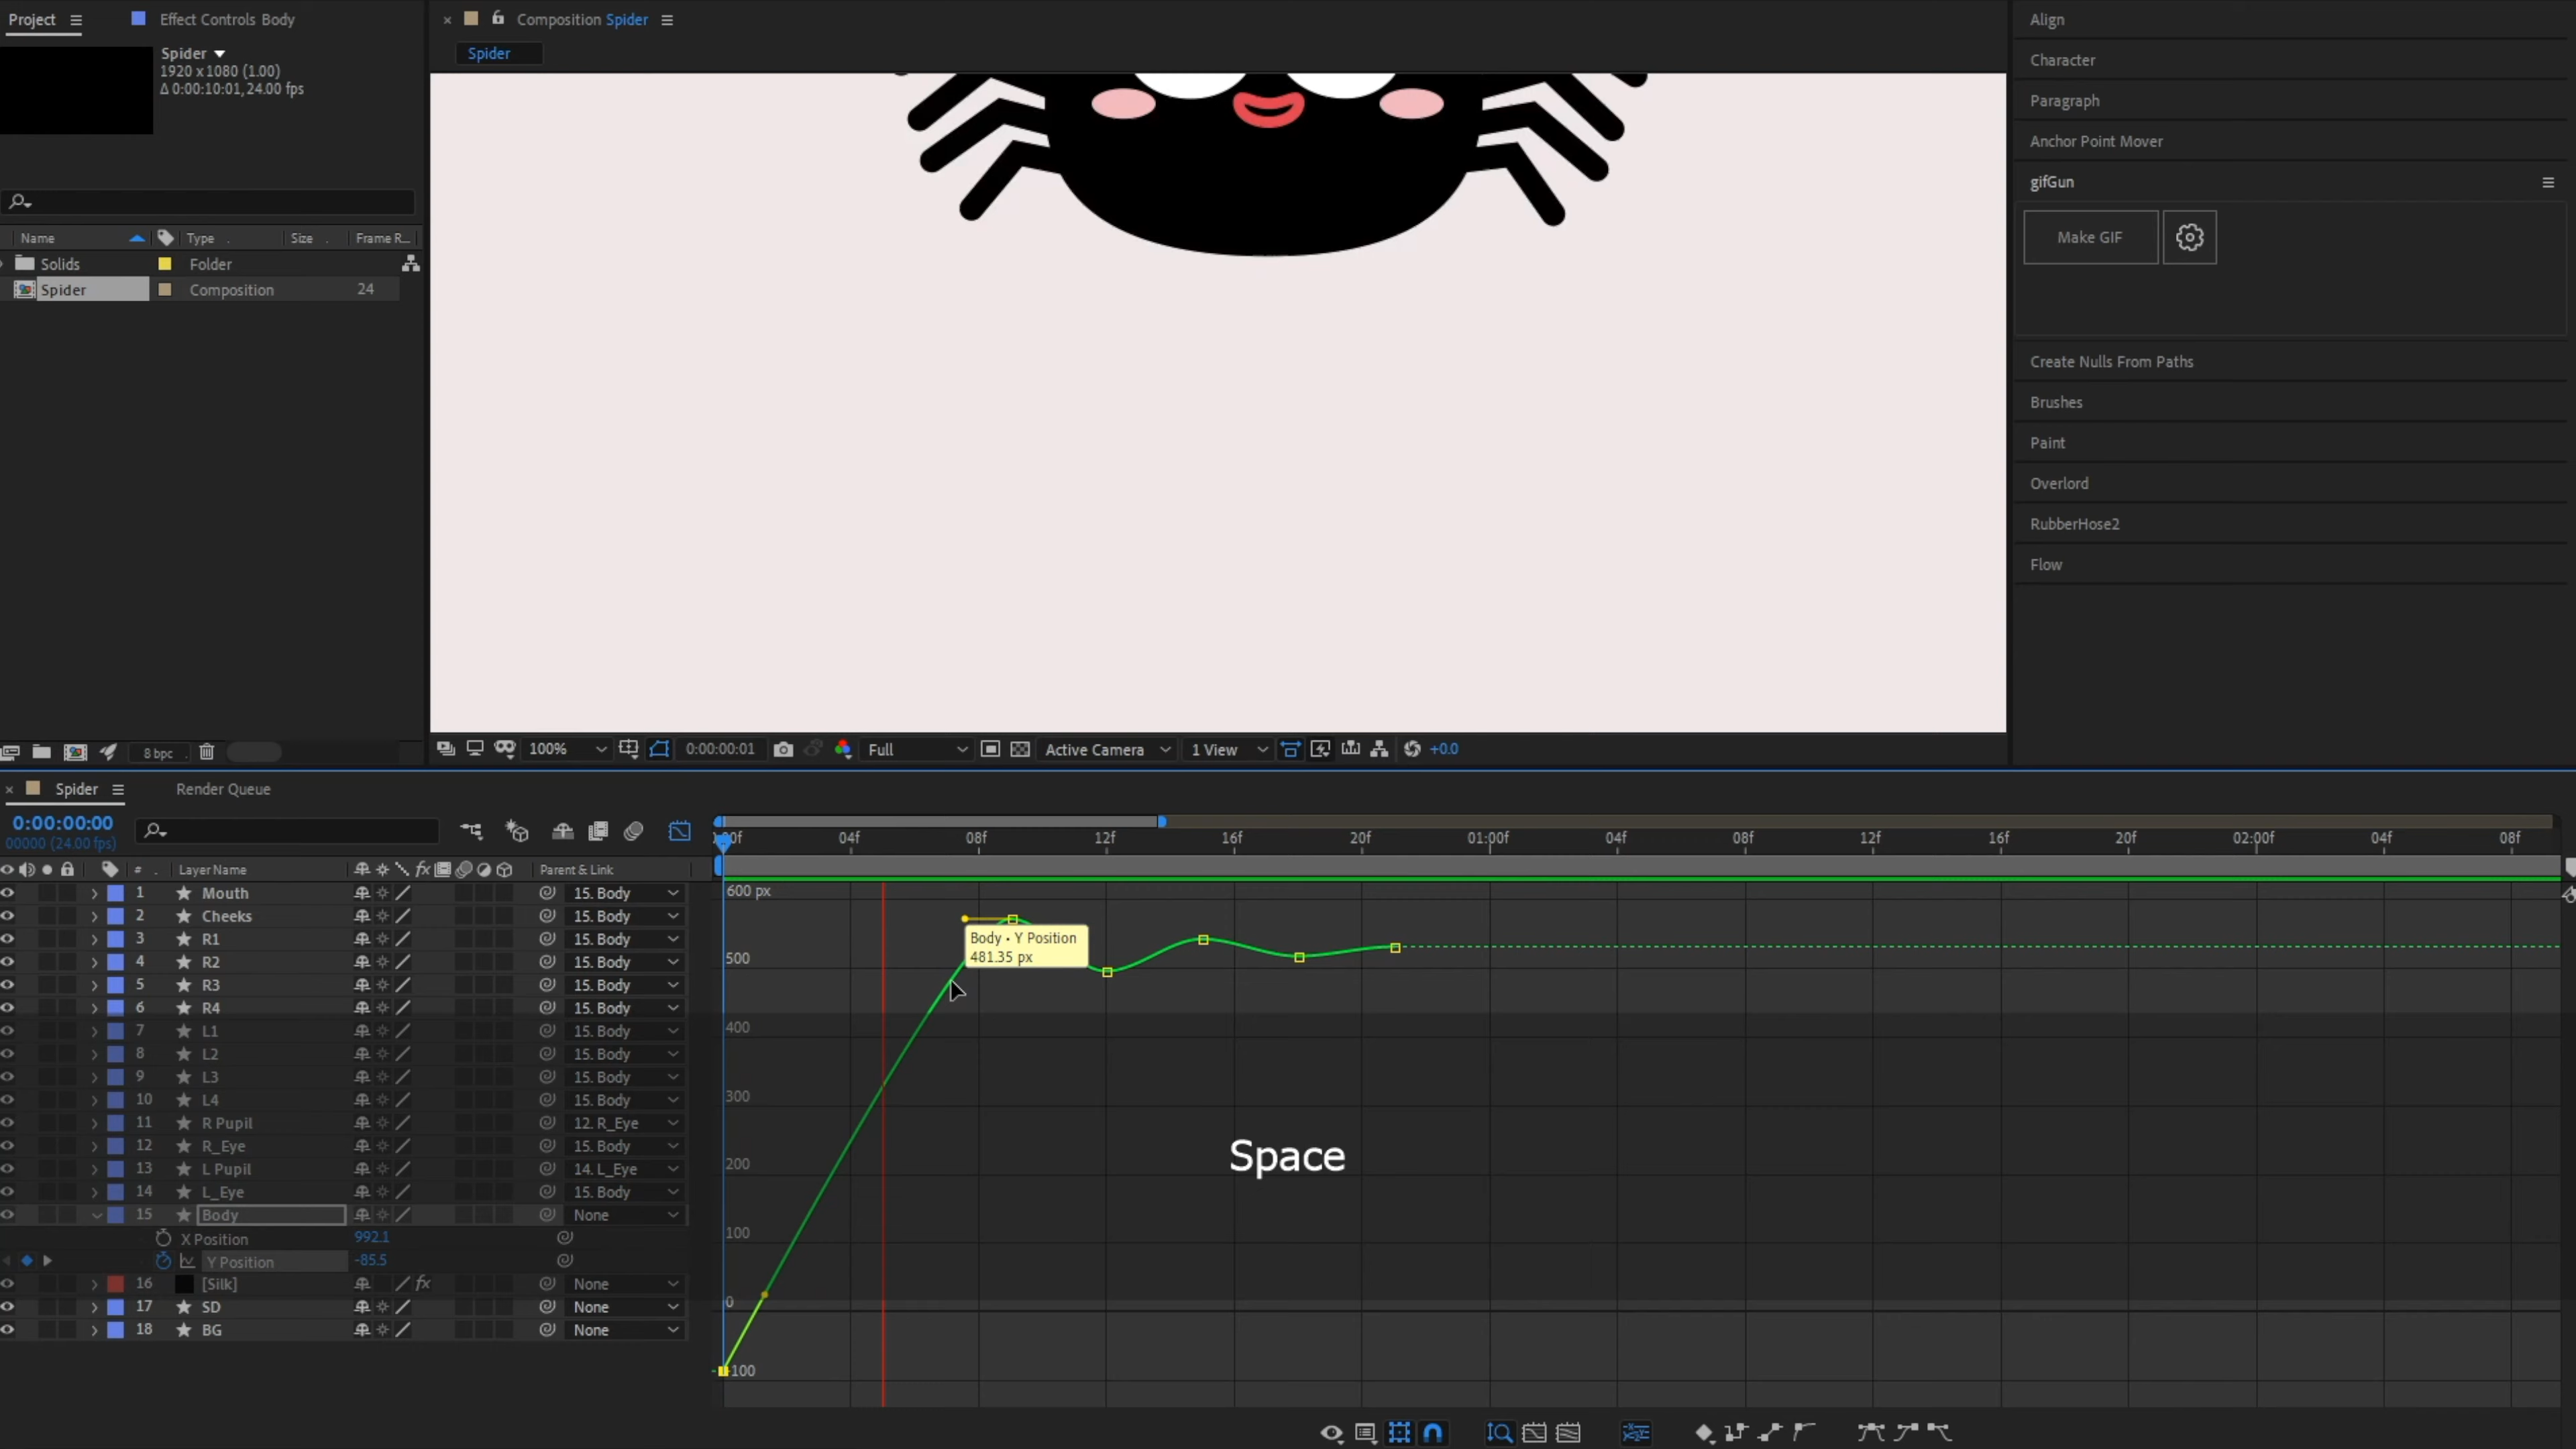 Project
Effect Controls Body
Composition Spider
Spider
1920 x 1080 (1.00)
Δ 0:00:10:01, 24.00 fps
Spider
Name
Type
Size
Frame R...
Solids
Folder
Spider
Composition
24
8 bpc
100%
0:00:00:01
Full
Active Camera
1 View
+0.0
Align
Character
Paragraph
Anchor Point Mover
gifGun
Make GIF
Create Nulls From Paths
Brushes
Paint
Overlord
RubberHose2
Flow
Spider
Render Queue
0:00:00:00
00000 (24.00 fps)
04f 08f 12f 16f 20f 01:00f 04f 08f 12f 16f 20f 02:00f 04f 08f
# Layer Name
Parent & Link
1 Mouth 15. Body
2 Cheeks 15. Body
3 R1 15. Body
4 R2 15. Body
5 R3 15. Body
6 R4 15. Body
7 L1 15. Body
8 L2 15. Body
9 L3 15. Body
10 L4 15. Body
11 R Pupil 12. R_Eye
12 R_Eye 15. Body
13 L Pupil 14. L_Eye
14 L_Eye 15. Body
15 Body None
X Position 992.1
Y Position -85.5
16 [Silk] fx None
17 SD None
18 BG None
600 px
500
400
300
200
100
0
-100
Body • Y Position
481.35 px
Space